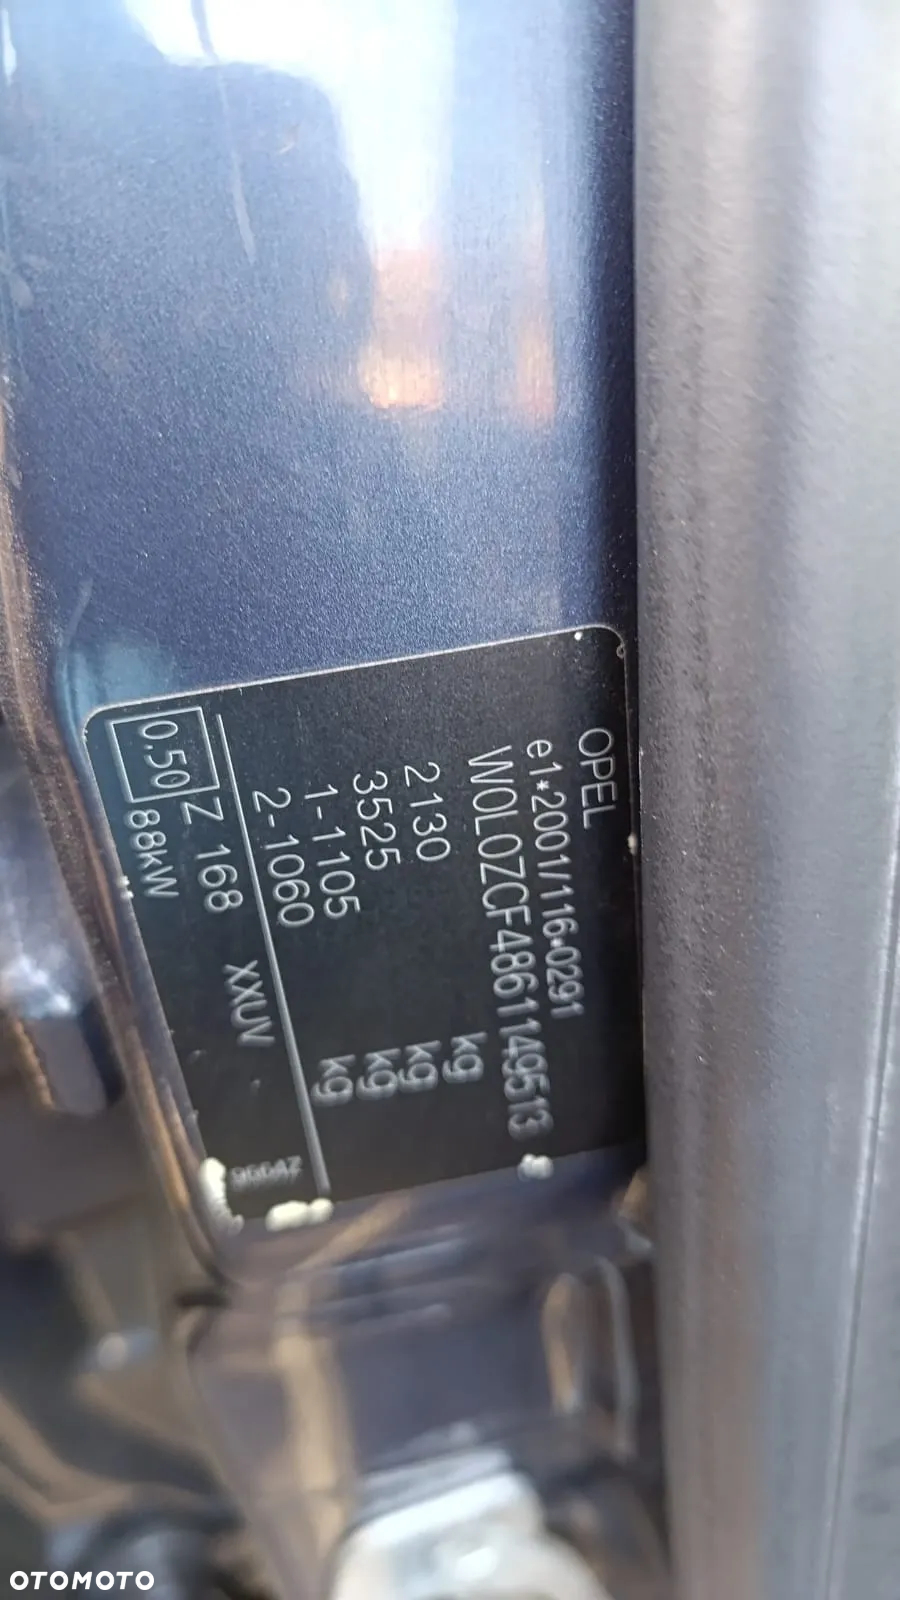 OPEL
e1*2001/116*0291
W0L0ZCF4861149513
2130 kg
3525 kg
1-1105 kg
2-1060 kg
Z 168 XXUV
0.50 88kW
OTOMOTO